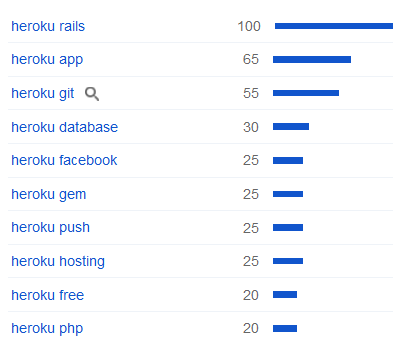 heroku rails 100
heroku app 65
heroku git 55
heroku database 30
heroku facebook 25
heroku gem 25
heroku push 25
heroku hosting 25
heroku free 20
heroku php 20